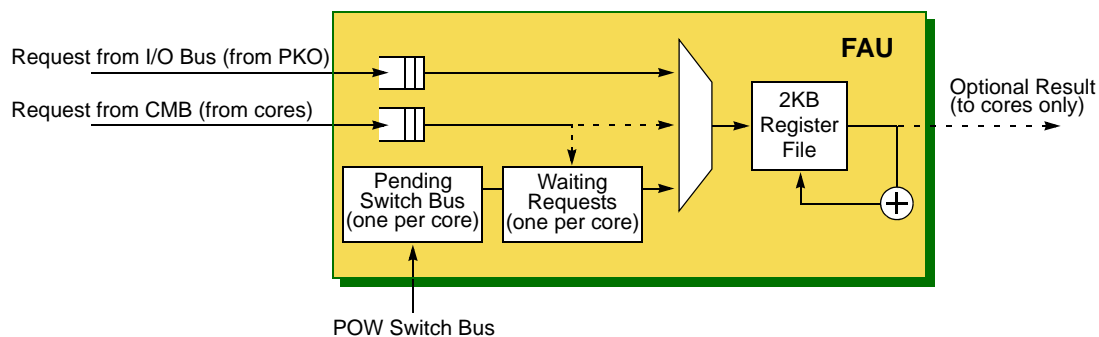 FAU
Request from I/O Bus (from PKO)
Optional Result
(to cores only)
Request from CMB (from cores)
2KB
Register
File
Pending
Switch Bus
(one per core)
Waiting
Requests
(one per core)
POW Switch Bus